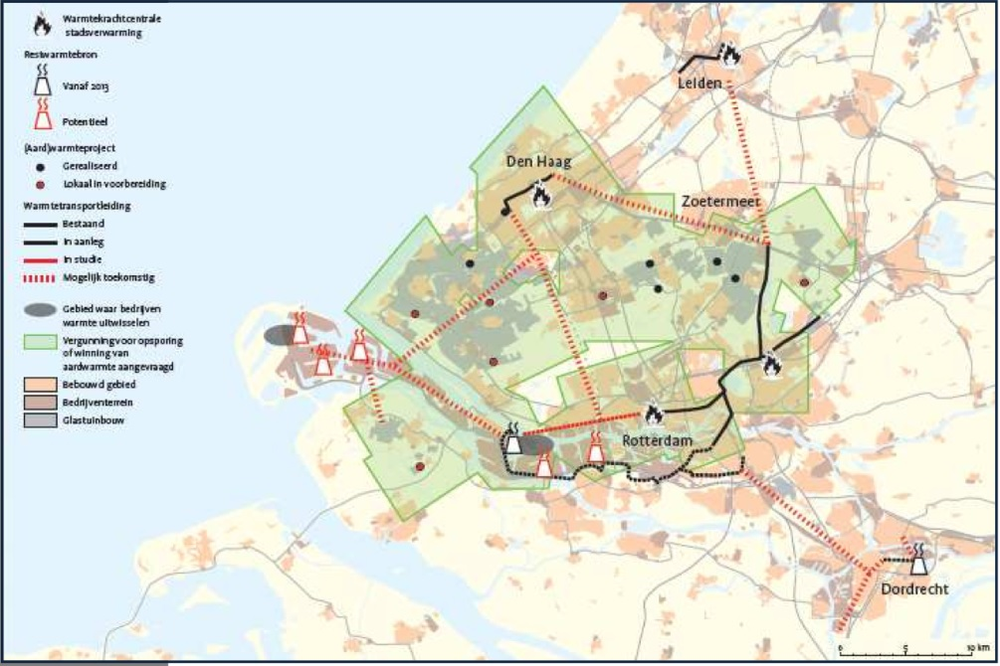 Warmtekrachtcentrale
stadsverwarming
Restwarmtebron
Vanaf 2013
Potentieel
(Aard)warmteproject
Gerealiseerd
Lokaal in voorbereiding
Warmtetransportleiding
Bestaand
In aanleg
In studie
Mogelijk toekomstig
Gebied waar bedrijven
warmte uitwisselen
Vergunning voor opsporing
of winning van
aardwarmte aangevraagd
Bebouwd gebied
Bedrijventerrein
Glastuinbouw
Leiden
Den Haag
Zoetermeer
Rotterdam
Dordrecht
0 5 10 km